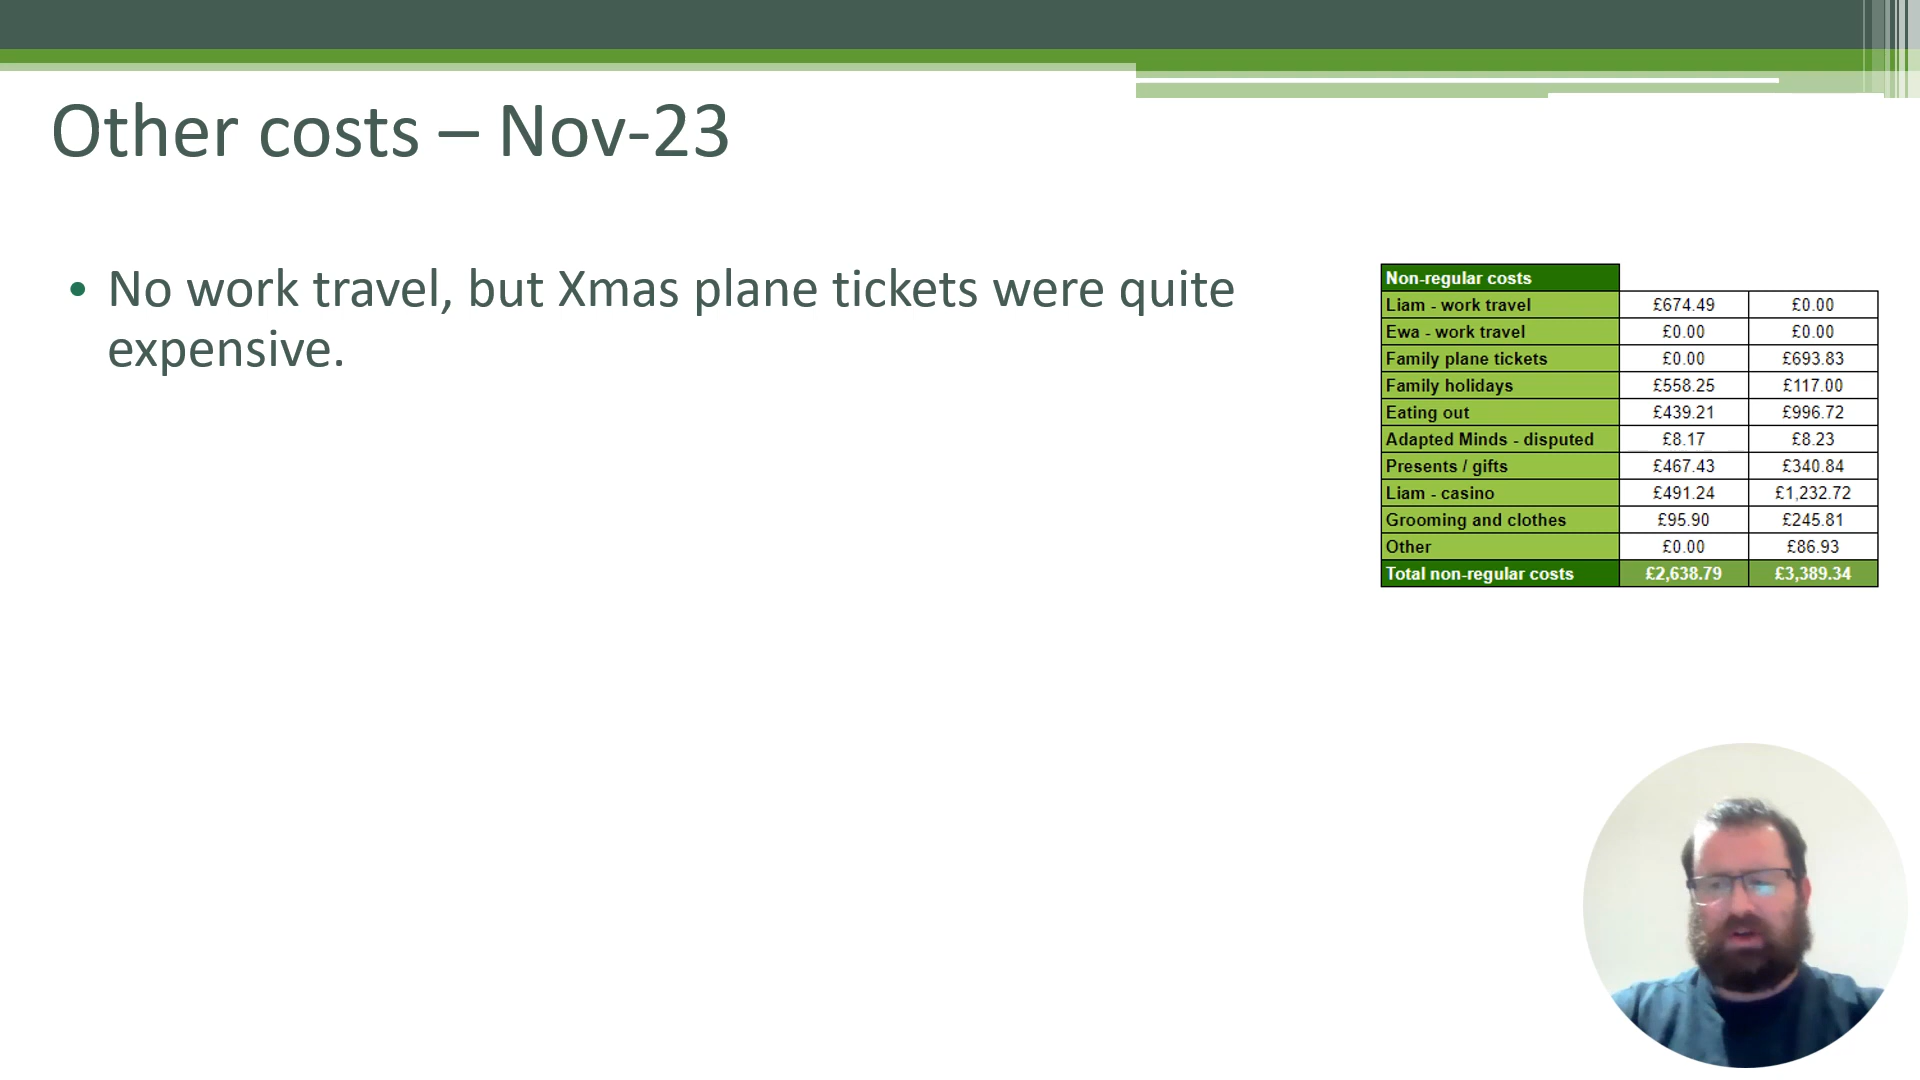 Other costs – Nov-23
• No work travel, but Xmas plane tickets were quite
expensive.
Non-regular costs
Liam - work travel £674.49 £0.00
Ewa - work travel £0.00 £0.00
Family plane tickets £0.00 £693.83
Family holidays £558.25 £117.00
Eating out £439.21 £996.72
Adapted Minds - disputed £8.17 £8.23
Presents / gifts £467.43 £340.84
Liam - casino £491.24 £1,232.72
Grooming and clothes £95.90 £245.81
Other £0.00 £86.93
Total non-regular costs £2,638.79 £3,389.34